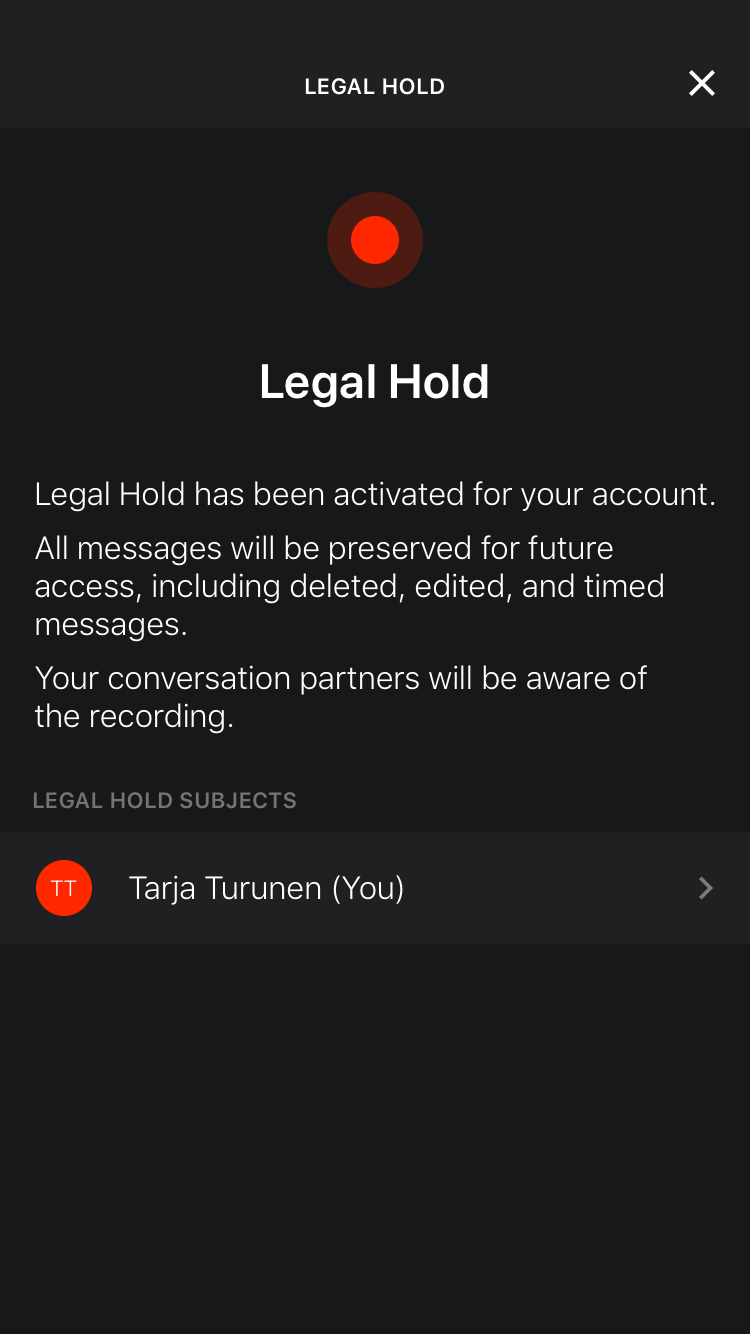 LEGAL HOLD
Legal Hold
Legal Hold has been activated for your account.
All messages will be preserved for future
access, including deleted, edited, and timed
messages.
Your conversation partners will be aware of
the recording.
LEGAL HOLD SUBJECTS
TT
Tarja Turunen (You)